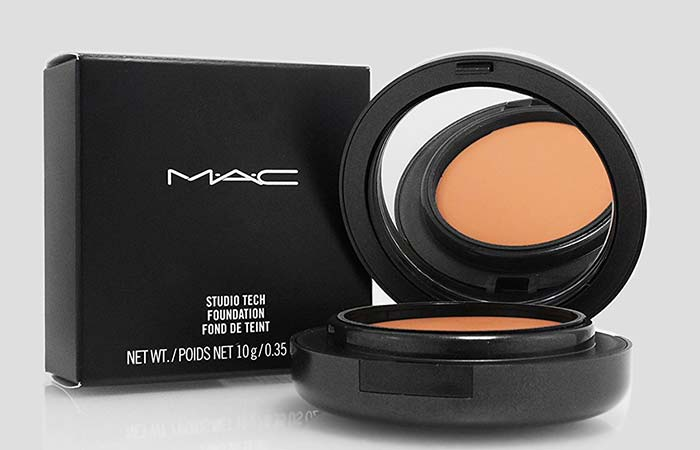 M·A·C
STUDIO TECH
FOUNDATION
FOND DE TEINT
NET WT./POIDS NET 10 g/0.35